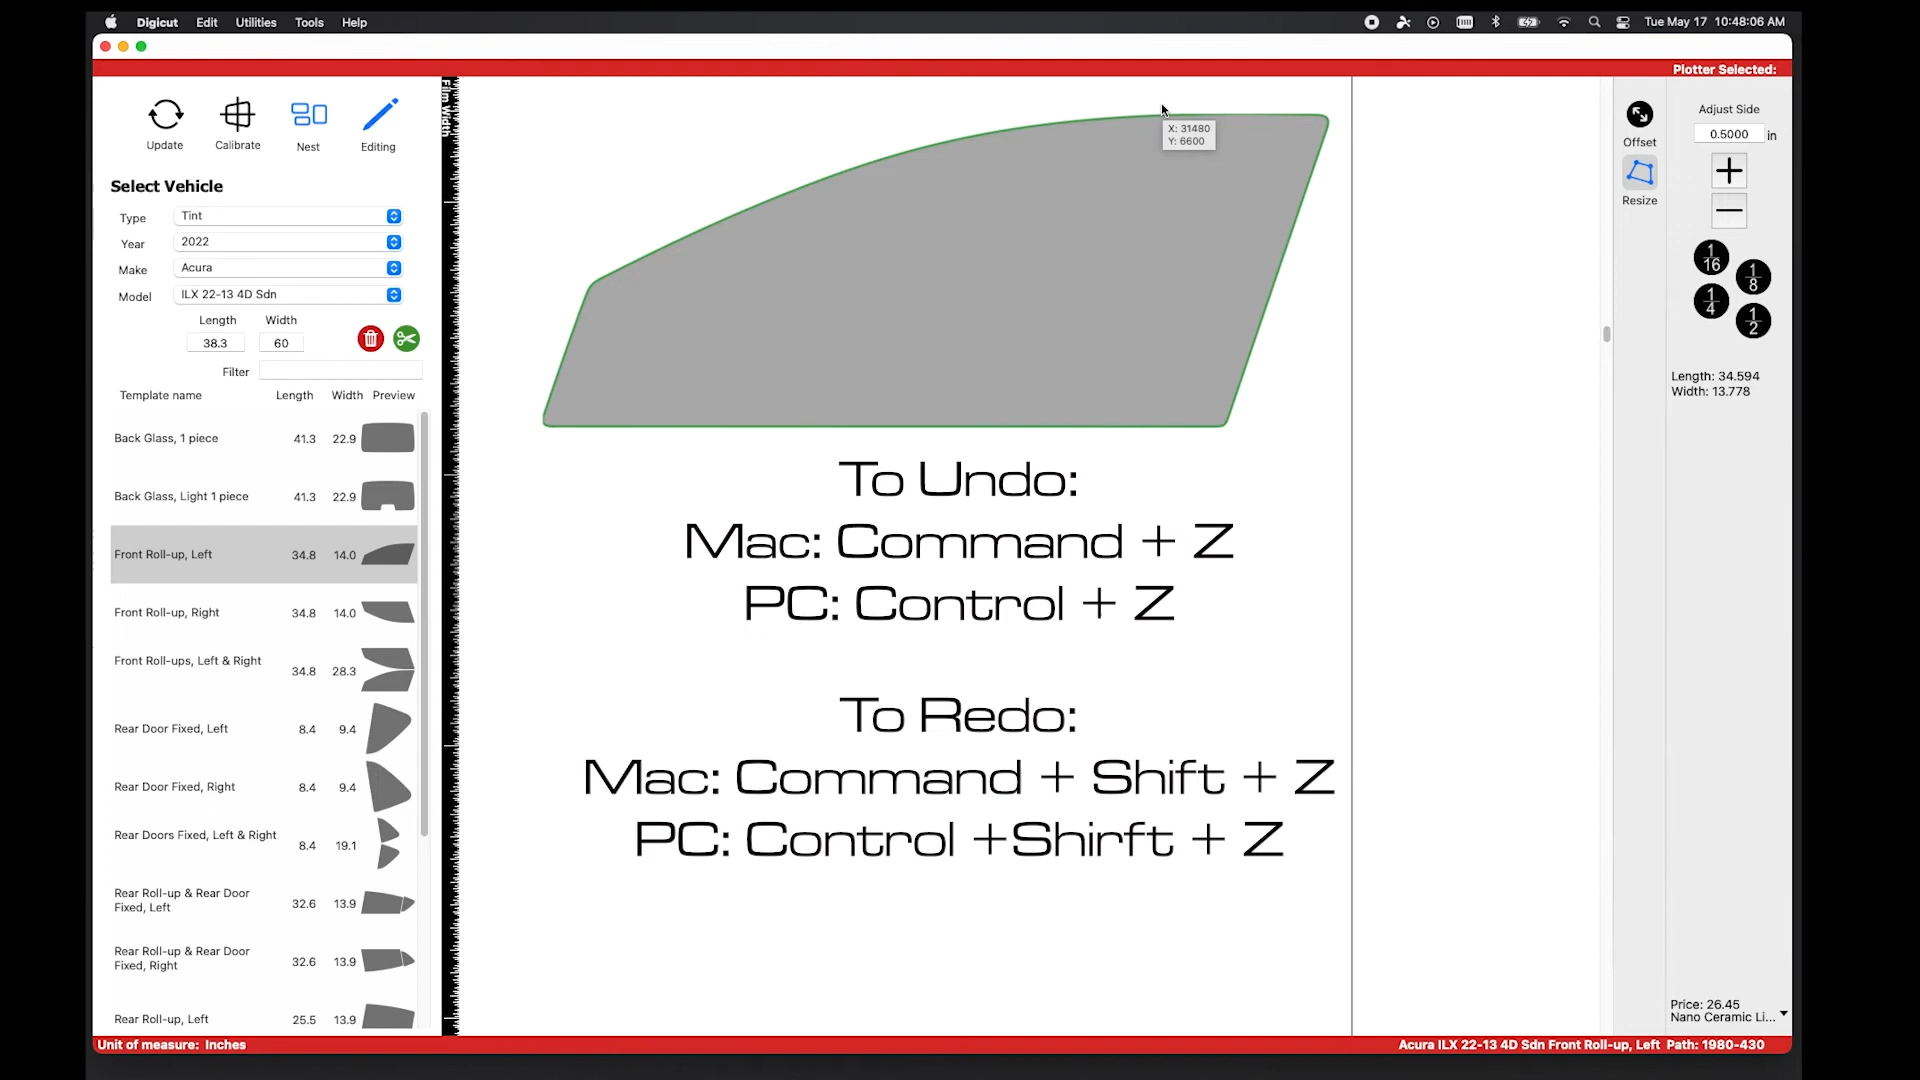 Digicut Edit Utilities Tools Help
Tue May 17 10:48:06 AM
Plotter Selected:
Update Calibrate Nest Editing
Select Vehicle
Type Tint
Year 2022
Make Acura
Model ILX 22-13 4D Sdn
Length Width
38.3 60
Filter
Template name Length Width Preview
Back Glass, 1 piece 41.3 22.9
Back Glass, Light 1 piece 41.3 22.9
Front Roll-up, Left 34.8 14.0
Front Roll-up, Right 34.8 14.0
Front Roll-ups, Left & Right 34.8 28.3
Rear Door Fixed, Left 8.4 9.4
Rear Door Fixed, Right 8.4 9.4
Rear Doors Fixed, Left & Right 8.4 19.1
Rear Roll-up & Rear Door
Fixed, Left 32.6 13.9
Rear Roll-up & Rear Door
Fixed, Right 32.6 13.9
Rear Roll-up, Left 25.5 13.9
Film Width
X: 31480
Y: 6600
To Undo:
Mac: Command + Z
PC: Control + Z
To Redo:
Mac: Command + Shift + Z
PC: Control +Shirft + Z
Offset
Resize
Adjust Side
0.5000 in
1/16
1/8
1/4
1/2
Length: 34.594
Width: 13.778
Price: 26.45
Nano Ceramic Li...
Unit of measure: Inches
Acura ILX 22-13 4D Sdn Front Roll-up, Left Path: 1980-430